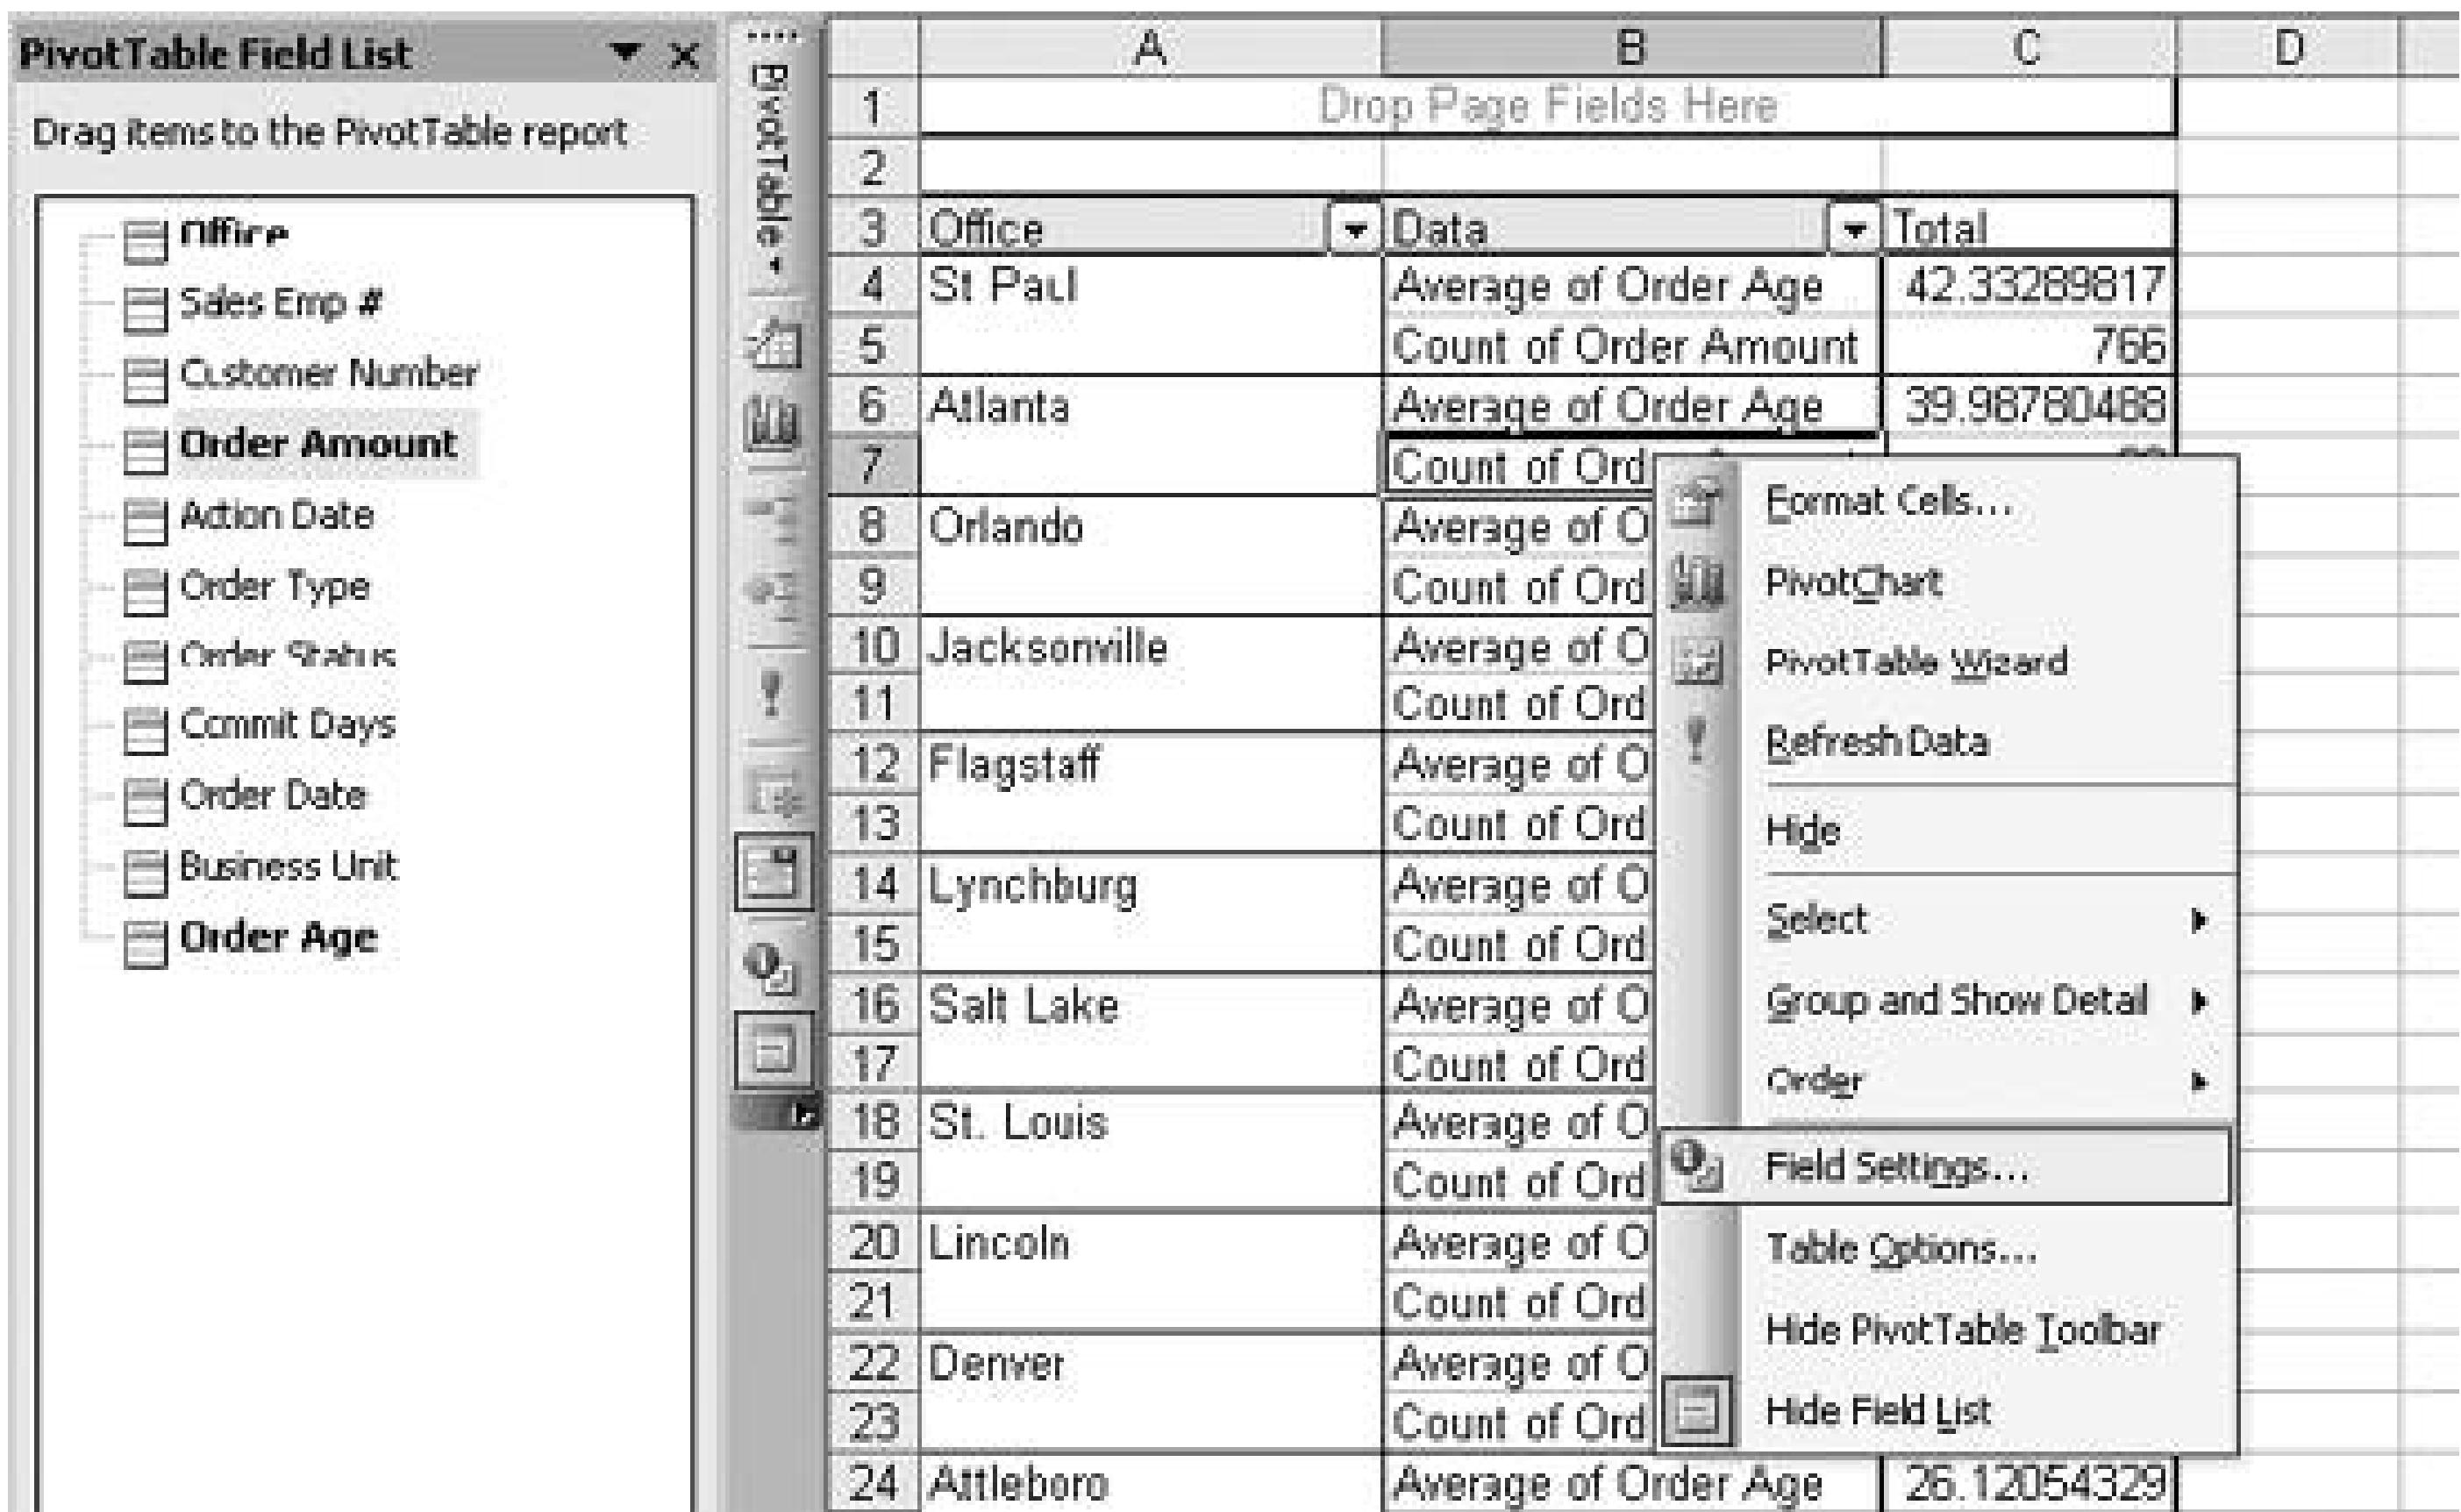 PivotTable Field List
Drag items to the PivotTable report
Office
Sales Emp #
Customer Number
Order Amount
Action Date
Order Type
Order Status
Commit Days
Order Date
Business Unit
Order Age
PivotTable
A B C D
1 Drop Page Fields Here
2
3 Office Data Total
4 St Paul Average of Order Age 42.33289817
5 Count of Order Amount 766
6 Atlanta Average of Order Age 39.98780488
7 Count of Ord
8 Orlando Average of O
9 Count of Ord
10 Jacksonville Average of O
11 Count of Ord
12 Flagstaff Average of O
13 Count of Ord
14 Lynchburg Average of O
15 Count of Ord
16 Salt Lake Average of O
17 Count of Ord
18 St. Louis Average of O
19 Count of Ord
20 Lincoln Average of O
21 Count of Ord
22 Denver Average of O
23 Count of Ord
24 Attleboro Average of Order Age 26.12054329
Format Cells...
PivotChart
PivotTable Wizard
Refresh Data
Hide
Select
Group and Show Detail
Order
Field Settings...
Table Options...
Hide PivotTable Toolbar
Hide Field List